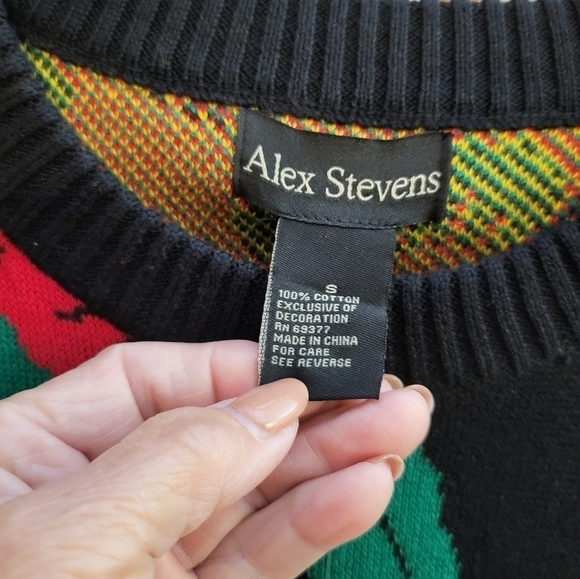 Alex Stevens
S
100% COTTON
EXCLUSIVE OF
DECORATION
RN 69377
MADE IN CHINA
FOR CARE
SEE REVERSE